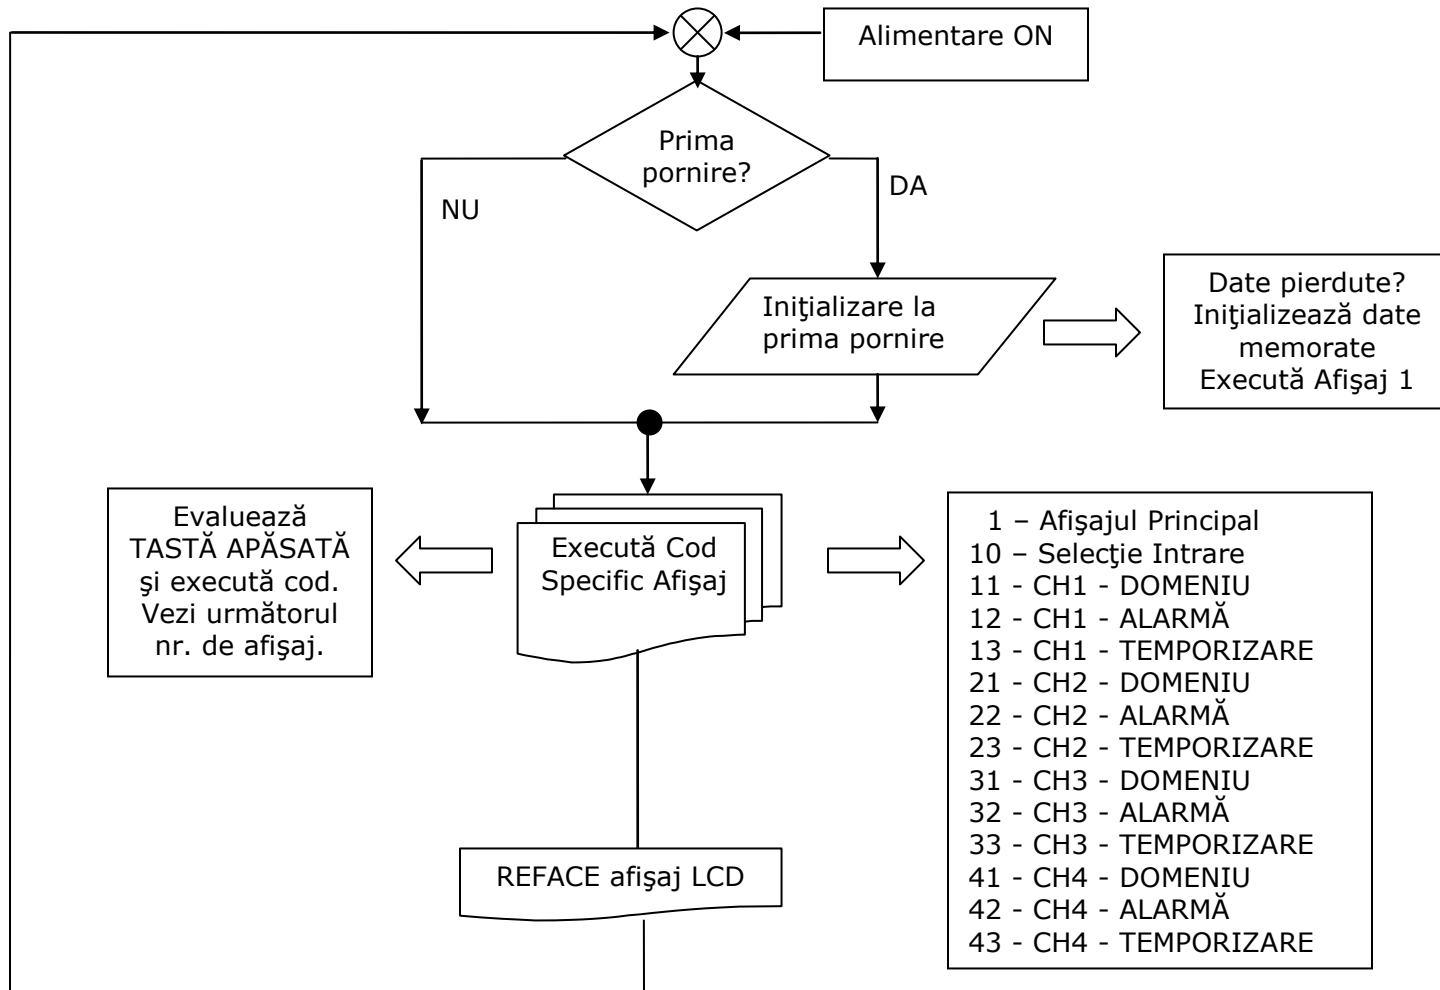 Alimentare ON
Prima
pornire?
NU
DA
Iniţializare la
prima pornire
Date pierdute?
Iniţializează date
memorate
Execută Afişaj 1
Evaluează
TASTĂ APĂSATĂ
şi execută cod.
Vezi următorul
nr. de afişaj.
Execută Cod
Specific Afişaj
1 – Afişajul Principal
10 – Selecţie Intrare
11 - CH1 - DOMENIU
12 - CH1 - ALARMĂ
13 - CH1 - TEMPORIZARE
21 - CH2 - DOMENIU
22 - CH2 - ALARMĂ
23 - CH2 - TEMPORIZARE
31 - CH3 - DOMENIU
32 - CH3 - ALARMĂ
33 - CH3 - TEMPORIZARE
41 - CH4 - DOMENIU
42 - CH4 - ALARMĂ
43 - CH4 - TEMPORIZARE
REFACE afişaj LCD